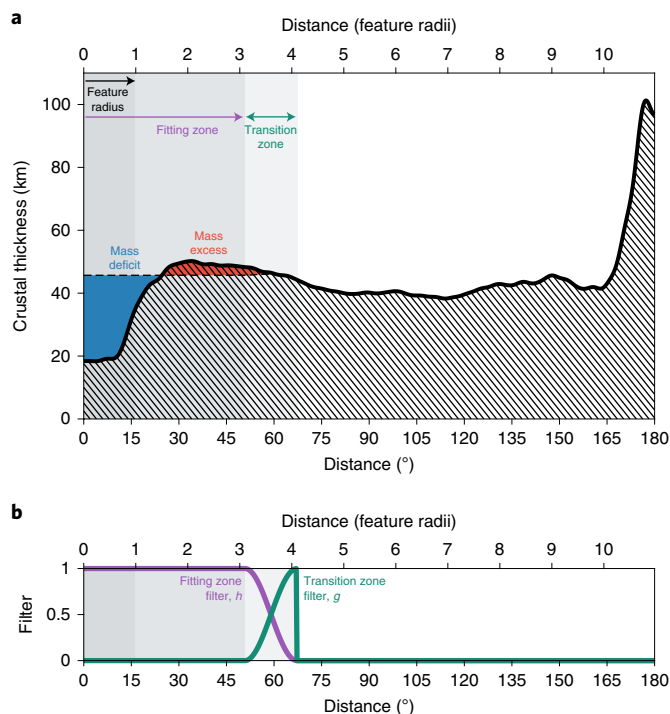 a
Distance (feature radii)
0 1 2 3 4 5 6 7 8 9 10
Feature
radius
Fitting zone
Transition
zone
Mass
deficit
Mass
excess
Crustal thickness (km)
100
80
60
40
20
0
0 15 30 45 60 75 90 105 120 135 150 165 180
Distance (°)
b
Distance (feature radii)
0 1 2 3 4 5 6 7 8 9 10
Fitting zone
filter, h
Transition zone
filter, g
Filter
1
0.5
0
0 15 30 45 60 75 90 105 120 135 150 165 180
Distance (°)